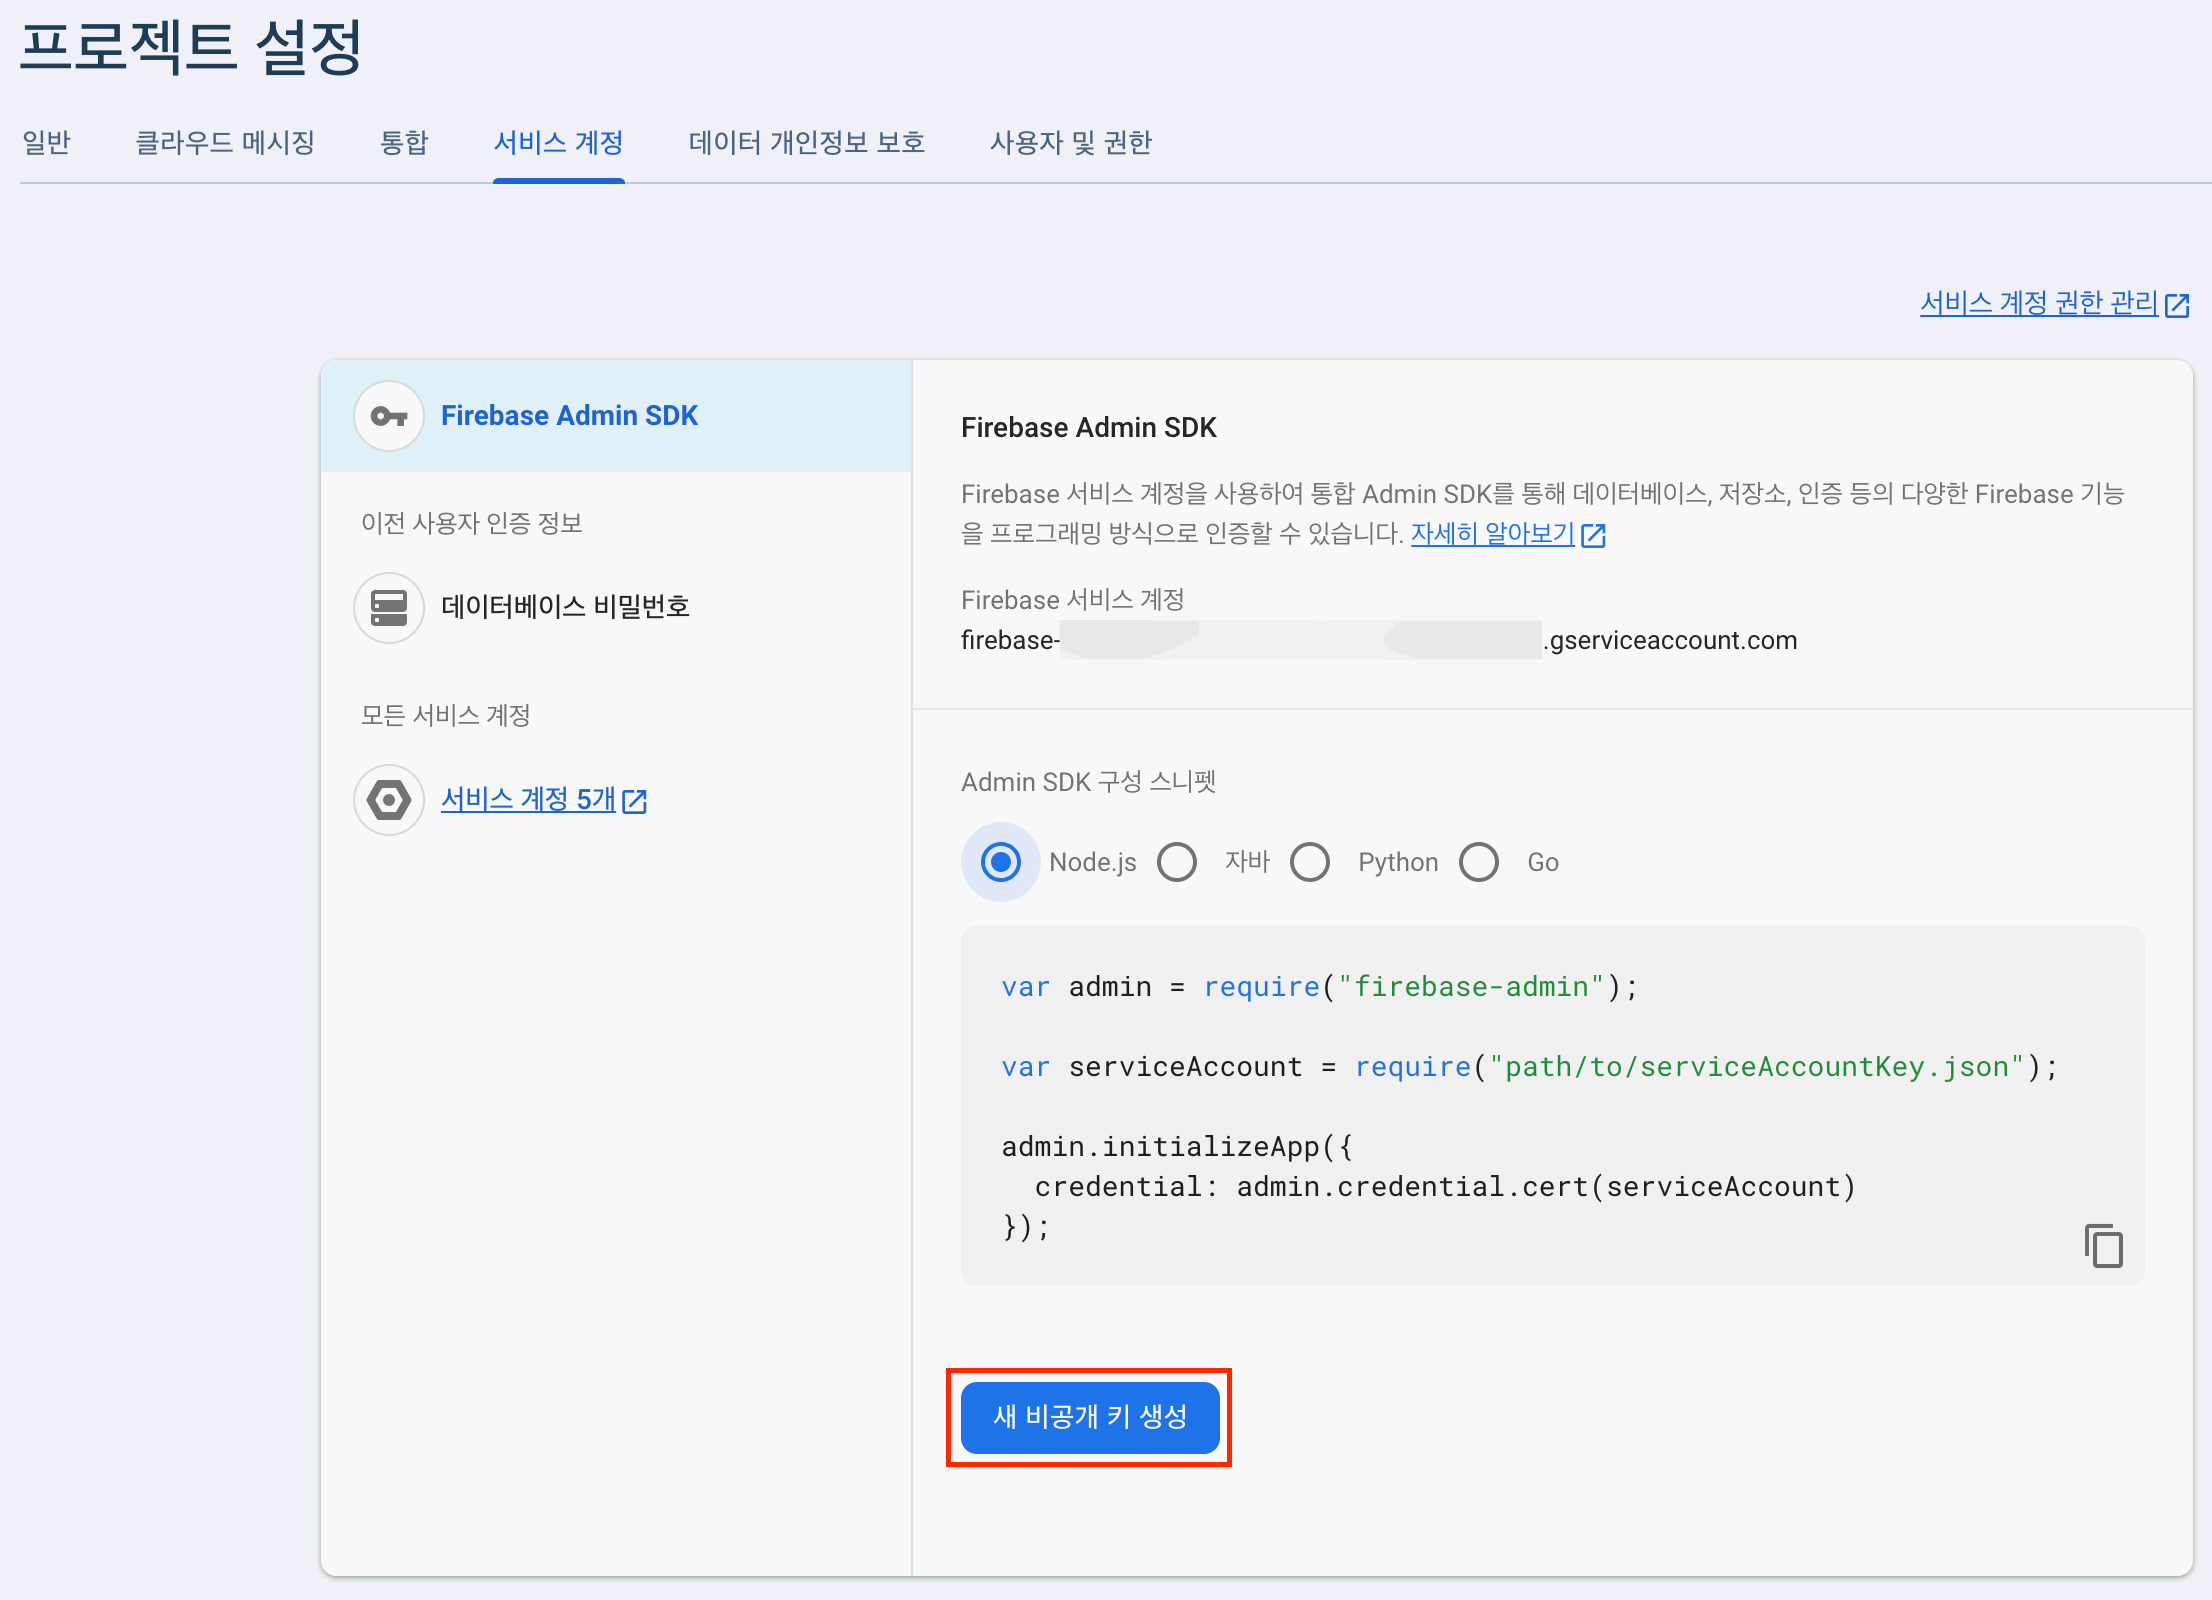 프로젝트 설정
일반 클라우드 메시징 통합 서비스 계정 데이터 개인정보 보호 사용자 및 권한
서비스 계정 권한 관리
Firebase Admin SDK
이전 사용자 인증 정보
데이터베이스 비밀번호
모든 서비스 계정
서비스 계정 5개
Firebase Admin SDK
Firebase 서비스 계정을 사용하여 통합 Admin SDK를 통해 데이터베이스, 저장소, 인증 등의 다양한 Firebase 기능
을 프로그래밍 방식으로 인증할 수 있습니다. 자세히 알아보기
Firebase 서비스 계정
firebase- .gserviceaccount.com
Admin SDK 구성 스니펫
Node.js 자바 Python Go
var admin = require("firebase-admin");
var serviceAccount = require("path/to/serviceAccountKey.json");
admin.initializeApp({
  credential: admin.credential.cert(serviceAccount)
});
새 비공개 키 생성